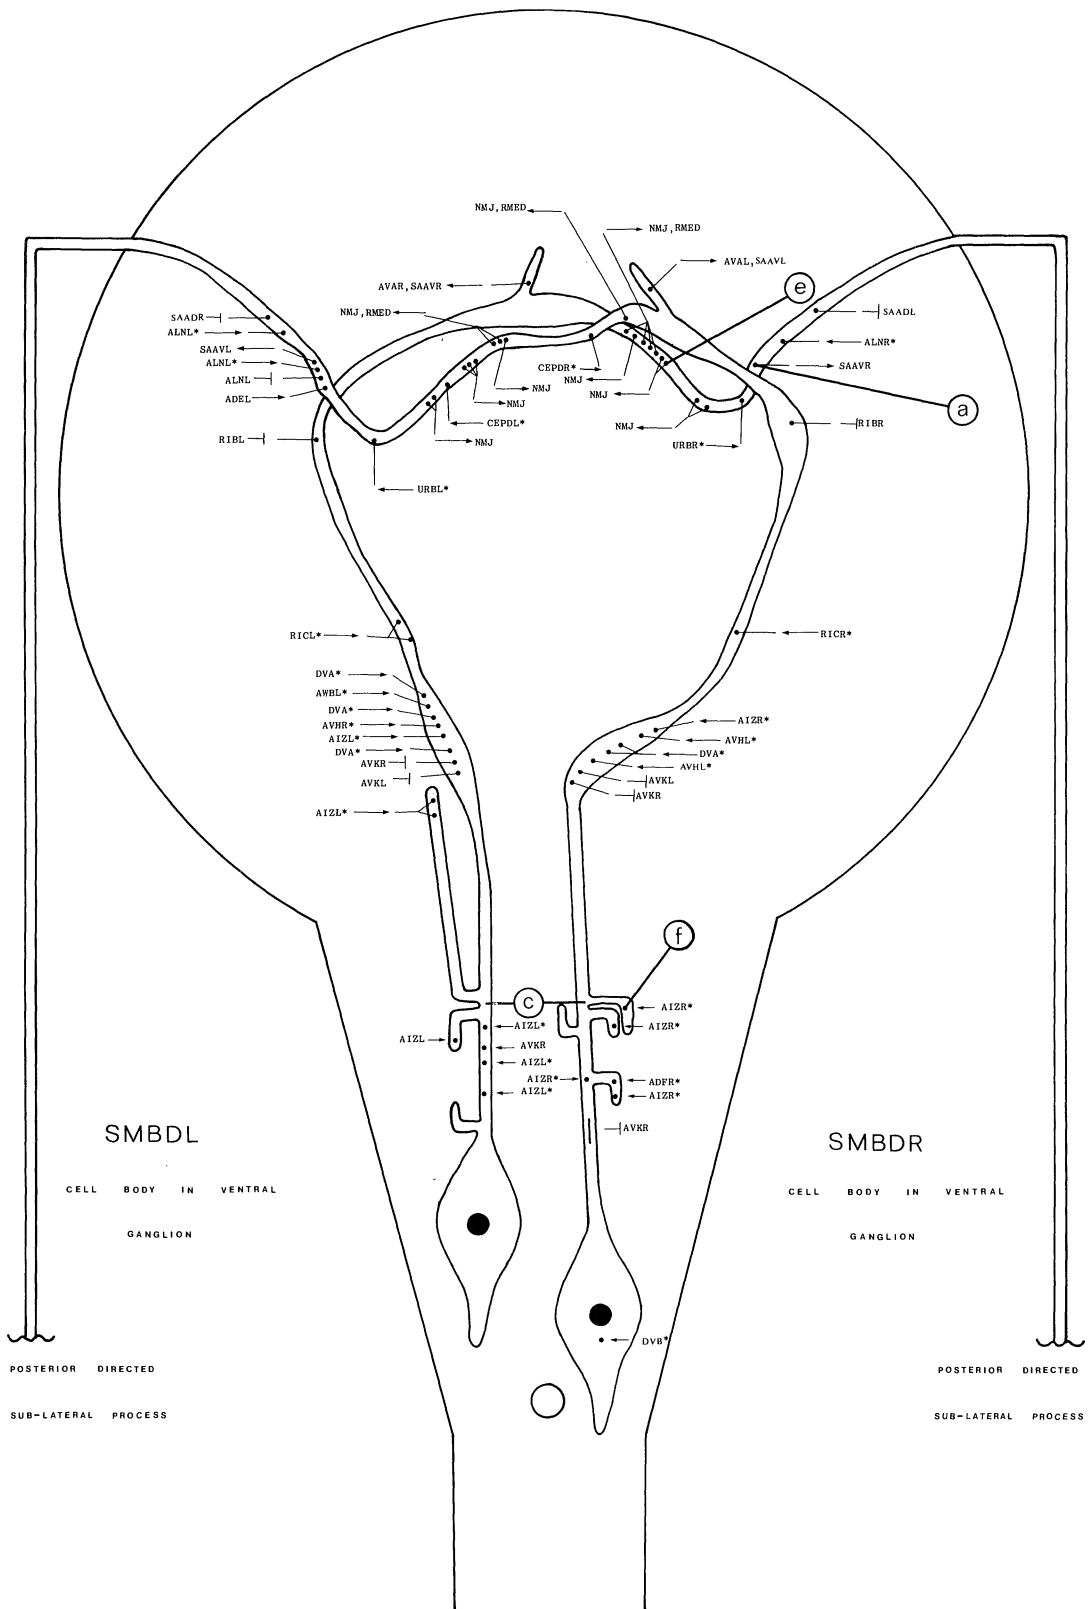 NMJ, RMED
NMJ, RMED
AVAL, SAAVL
AVAR, SAAVR
e
NMJ, RMED
SAADR
SAADL
ALNL*
ALNR*
SAAVL
ALNL*
CEPDR*
SAAVR
ALNL
NMJ
NMJ
ADEL
NMJ
NMJ
a
CEPDL*
NMJ
RIBR
RIBL
NMJ
URBR*
URBL*
RICL*
RICR*
DVA*
AWBL*
DVA*
AIZR*
AVHR*
AIZL*
AVHL*
DVA*
DVA*
AVKR
AVHL*
AVKL
AVKL
AVKR
AIZL*
f
c
AIZR*
AIZL*
AIZR*
AIZL
AVKR
AIZL*
AIZR*
ADFR*
AIZL*
AIZR*
AVKR
SMBDL
SMBDR
CELL BODY IN VENTRAL
CELL BODY IN VENTRAL
GANGLION
GANGLION
DVB*
POSTERIOR DIRECTED
POSTERIOR DIRECTED
SUB-LATERAL PROCESS
SUB-LATERAL PROCESS